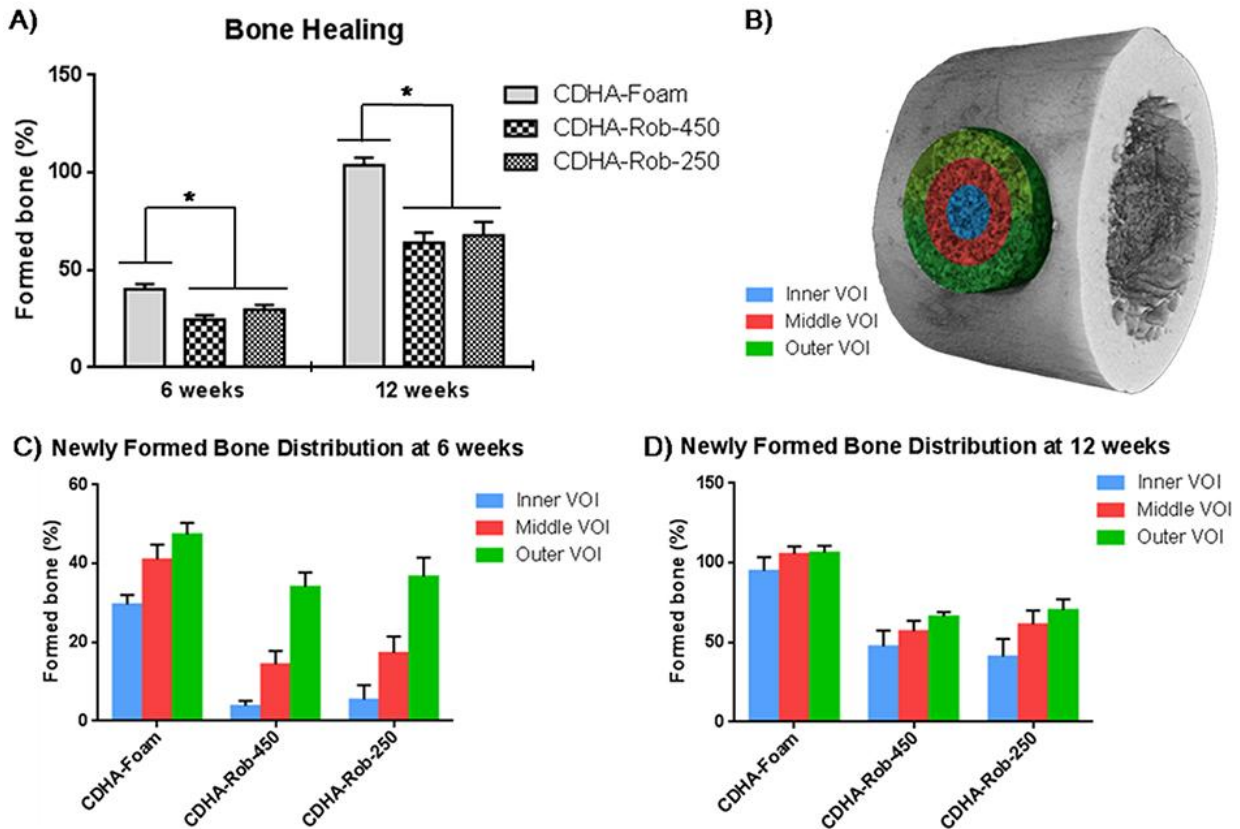 A)
Bone Healing
Formed bone (%)
150
100
50
0
*
*
6 weeks
12 weeks
CDHA-Foam
CDHA-Rob-450
CDHA-Rob-250
B)
Inner VOI
Middle VOI
Outer VOI
C) Newly Formed Bone Distribution at 6 weeks
Formed bone (%)
60
40
20
0
CDHA-Foam
CDHA-Rob-450
CDHA-Rob-250
Inner VOI
Middle VOI
Outer VOI
D) Newly Formed Bone Distribution at 12 weeks
Formed bone (%)
150
100
50
0
CDHA-Foam
CDHA-Rob-450
CDHA-Rob-250
Inner VOI
Middle VOI
Outer VOI